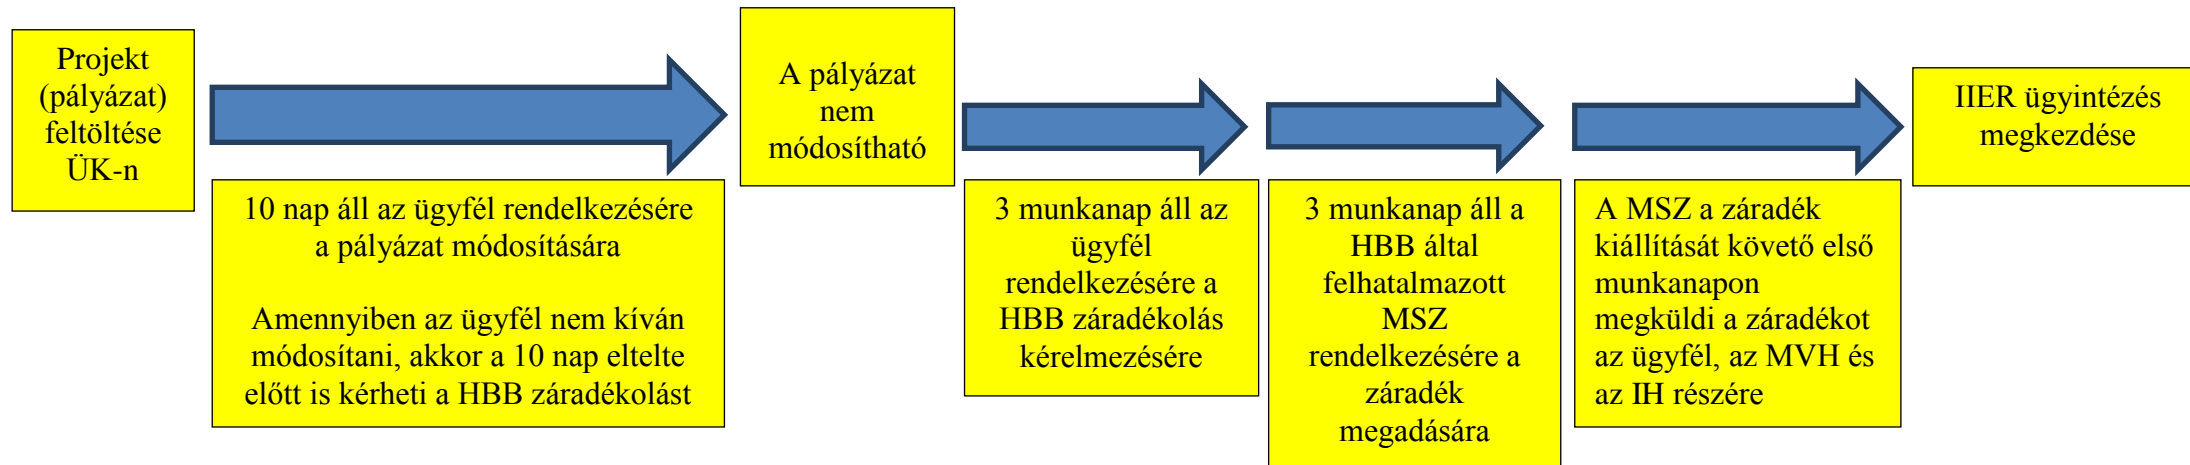 Projekt
(pályázat)
feltöltése
ÜK-n
10 nap áll az ügyfél rendelkezésére
a pályázat módosítására
Amennyiben az ügyfél nem kíván
módosítani, akkor a 10 nap eltelte
előtt is kérheti a HBB záradékolást
A pályázat
nem
módosítható
3 munkanap áll az
ügyfél
rendelkezésére a
HBB záradékolás
kérelmezésére
3 munkanap áll a
HBB által
felhatalmazott
MSZ
rendelkezésére a
záradék
megadására
A MSZ a záradék
kiállítását követő első
munkanapon
megküldi a záradékot
az ügyfél, az MVH és
az IH részére
IIER ügyintézés
megkezdése